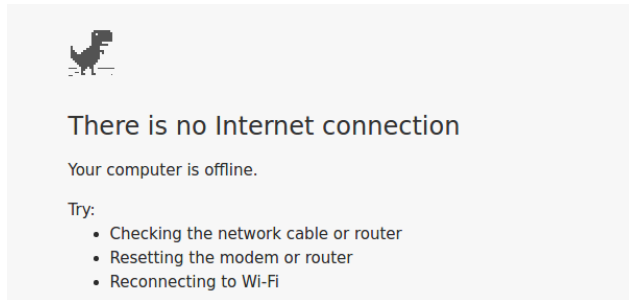 There is no Internet connection
Your computer is offline.
Try:
• Checking the network cable or router
• Resetting the modem or router
• Reconnecting to Wi-Fi